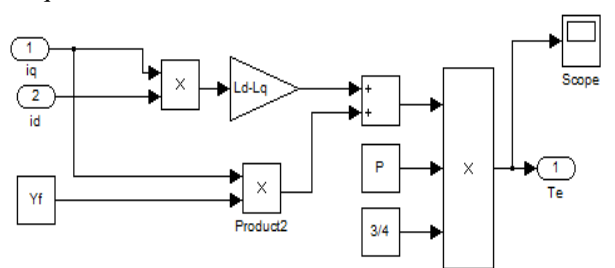 1
iq
2
id
X
Ld-Lq
+
+
Scope
Yf
X
Product2
P
3/4
X
1
Te